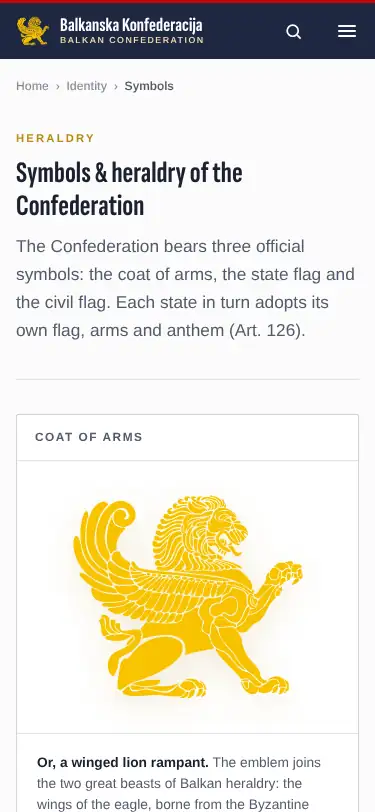 Balkanska Konfederacija
BALKAN CONFEDERATION
Home › Identity › Symbols
HERALDRY
Symbols & heraldry of the
Confederation
The Confederation bears three official
symbols: the coat of arms, the state flag and
the civil flag. Each state in turn adopts its
own flag, arms and anthem (Art. 126).
COAT OF ARMS
Or, a winged lion rampant. The emblem joins
the two great beasts of Balkan heraldry: the
wings of the eagle, borne from the Byzantine